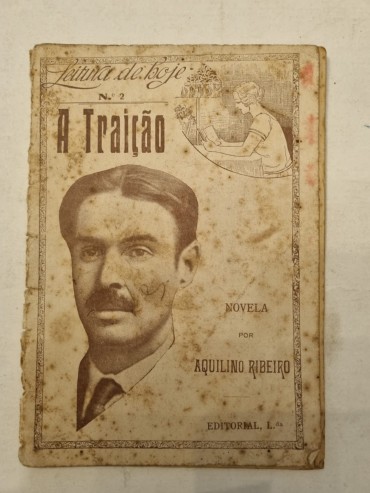 Leitura de hoje
N.º 2
A Traição
NOVELA
POR
AQUILINO RIBEIRO
EDITORIAL, L.da